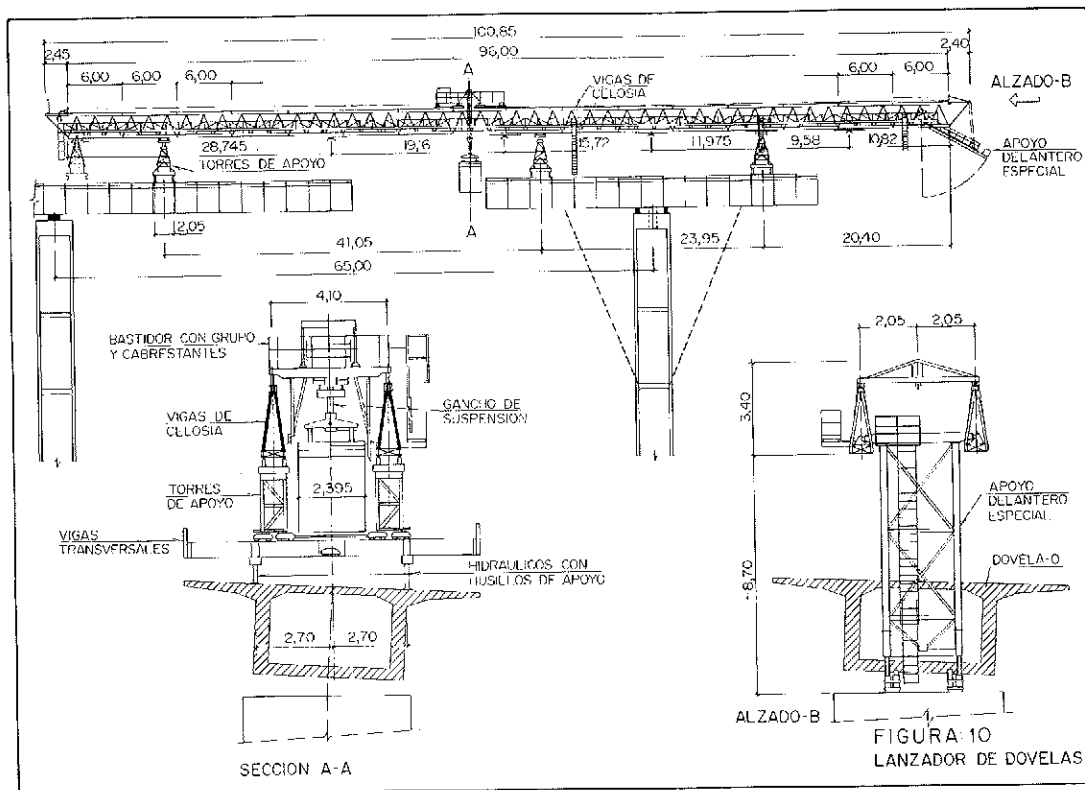 100,85
2,45
96,00
2,40
6,00
6,00
6,00
A
VIGAS DE
CELOSIA
6,00
6,00
ALZADO-B
28,745
19,6
15,72
11,975
9,58
10,82
TORRES DE APOYO
APOYO
DELANTERO
ESPECIAL
A
2,05
41,05
23,95
20,40
65,00
4,10
BASTIDOR CON GRUPO
Y CABRESTANTES
VIGAS DE
CELOSIA
GANCHO DE
SUSPENSION
TORRES
DE APOYO
2,395
VIGAS
TRANSVERSALES
HIDRAULICOS CON
HUSILLOS DE APOYO
2,70
2,70
SECCION A-A
2,05
2,05
3,40
APOYO
DELANTERO
ESPECIAL
DOVELA-O
8,70
ALZADO-B
FIGURA: 10
LANZADOR DE DOVELAS